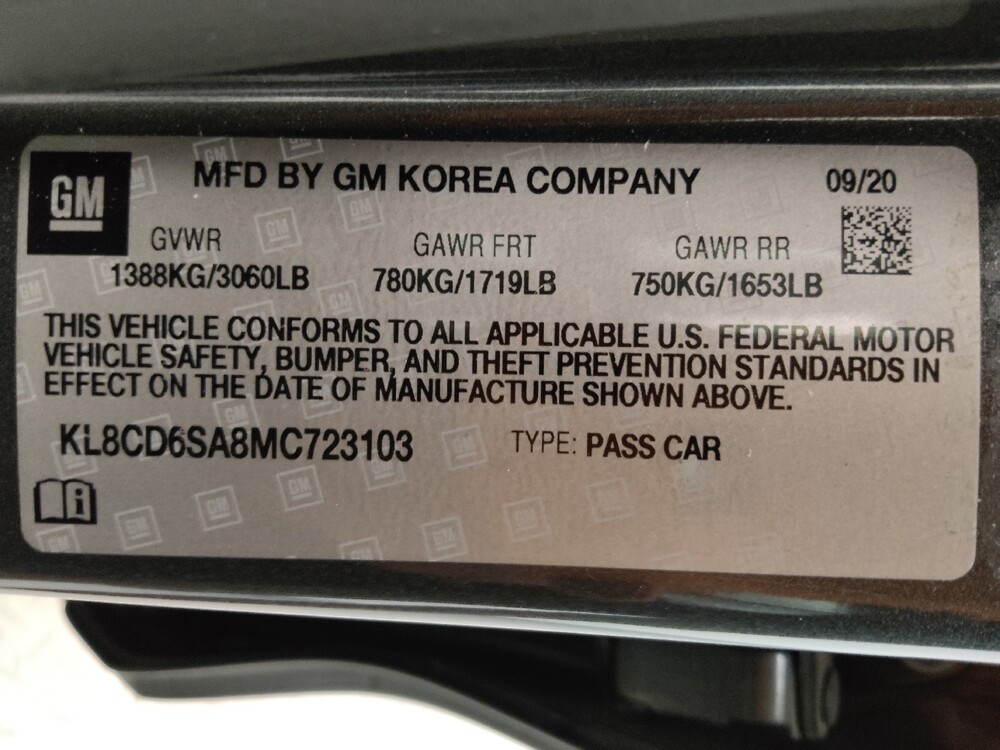 GM
MFD BY GM KOREA COMPANY 09/20
GVWR GAWR FRT GAWR RR
1388KG/3060LB 780KG/1719LB 750KG/1653LB
THIS VEHICLE CONFORMS TO ALL APPLICABLE U.S. FEDERAL MOTOR
VEHICLE SAFETY, BUMPER, AND THEFT PREVENTION STANDARDS IN
EFFECT ON THE DATE OF MANUFACTURE SHOWN ABOVE.
KL8CD6SA8MC723103 TYPE: PASS CAR